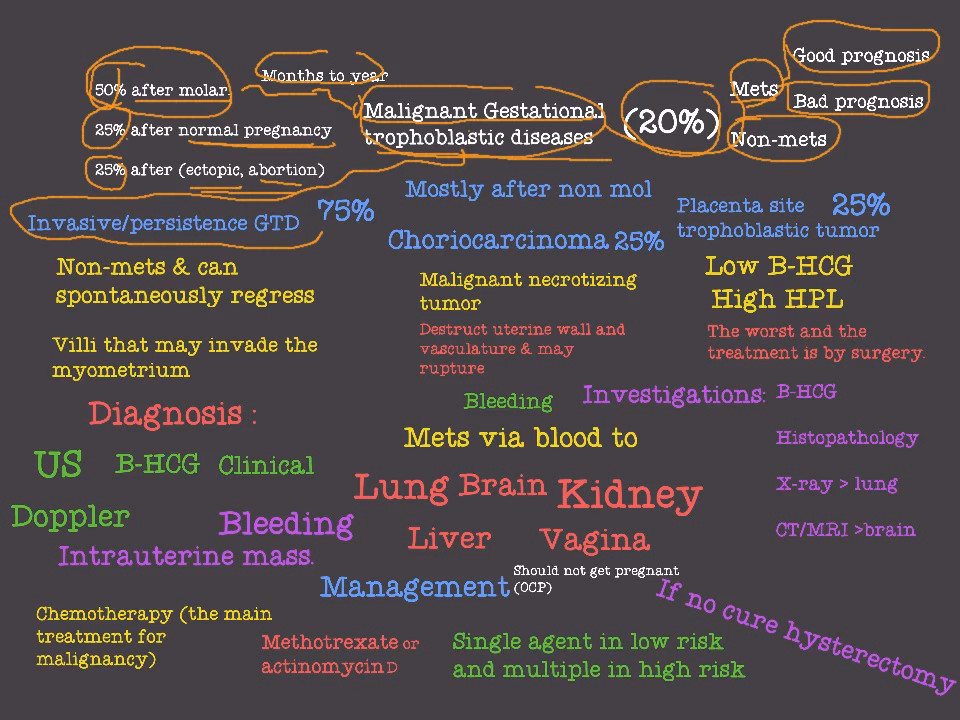 50% after molar.
Months to year
25% after normal pregnancy
25% after (ectopic, abortion)
Malignant Gestational
trophoblastic diseases
(20%)
Mets
Good prognosis
Bad prognosis
Non-mets
Invasive/persistence GTD
75%
Non-mets & can
spontaneously regress
Villi that may invade the
myometrium
Diagnosis :
US
B-HCG
Clinical
Doppler
Bleeding
Intrauterine mass.
Mostly after non mol
Choriocarcinoma 25%
Malignant necrotizing
tumor
Destruct uterine wall and
vasculature & may
rupture
Bleeding
Mets via blood to
Lung
Brain
Kidney
Liver
Vagina
Placenta site
25%
trophoblastic tumor
Low B-HCG
High HPL
The worst and the
treatment is by surgery.
Investigations:
B-HCG
Histopathology
X-ray > lung
CT/MRI >brain
Management
Should not get pregnant
(OCP)
Chemotherapy (the main
treatment for
malignancy)
Methotrexate or
actinomycin D
Single agent in low risk
and multiple in high risk
If no cure hysterectomy